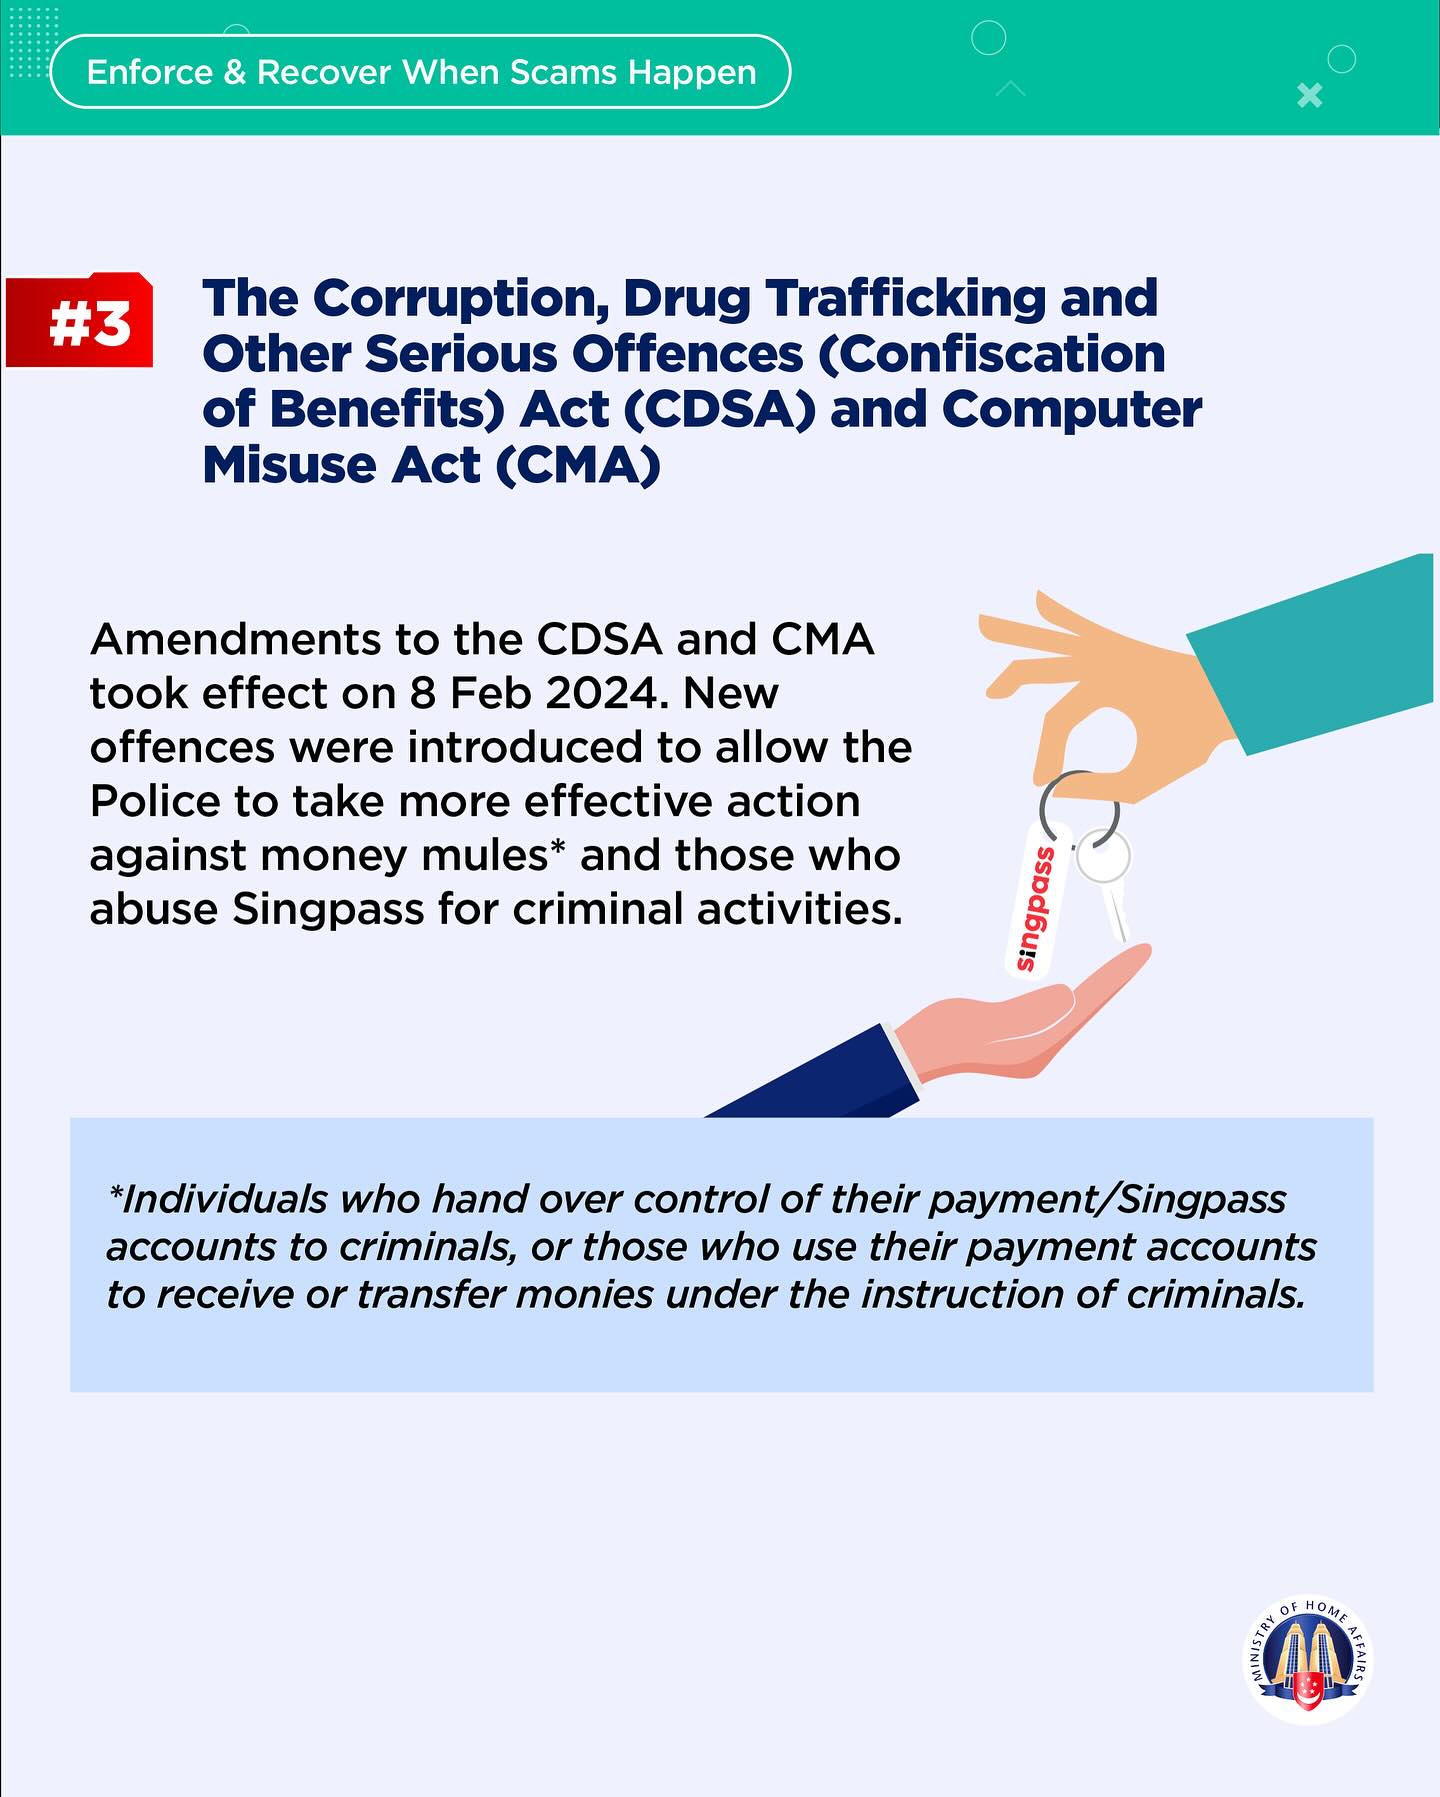 Enforce & Recover When Scams Happen
#3
The Corruption, Drug Trafficking and
Other Serious Offences (Confiscation
of Benefits) Act (CDSA) and Computer
Misuse Act (CMA)
Amendments to the CDSA and CMA
took effect on 8 Feb 2024. New
offences were introduced to allow the
Police to take more effective action
against money mules* and those who
abuse Singpass for criminal activities.
singpass
*Individuals who hand over control of their payment/Singpass
accounts to criminals, or those who use their payment accounts
to receive or transfer monies under the instruction of criminals.
MINISTRY OF HOME AFFAIRS